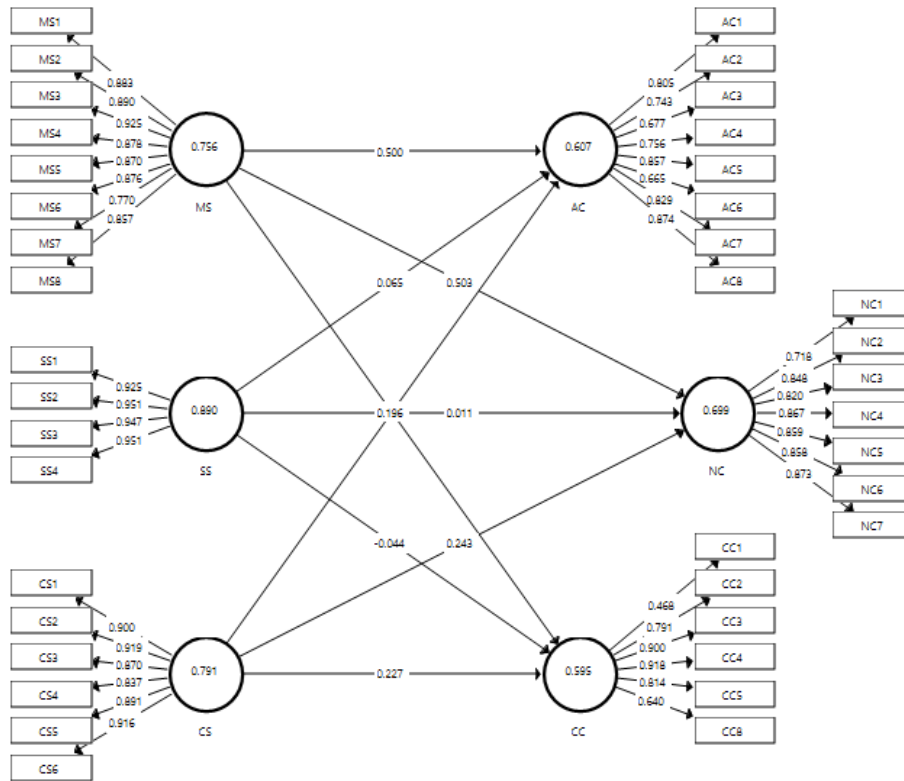 MS1
MS2
MS3
MS4
MS5
MS6
MS7
MS8
0.883
0.890
0.925
0.878
0.870
0.876
0.770
0.857
0.756
MS
SS1
SS2
SS3
SS4
0.925
0.951
0.947
0.951
0.890
SS
CS1
CS2
CS3
CS4
CS5
CS6
0.900
0.919
0.870
0.837
0.891
0.916
0.791
CS
0.500
0.065
0.503
0.196
0.011
-0.044
0.243
0.227
0.607
AC
0.805
0.743
0.677
0.756
0.857
0.665
0.829
0.874
AC1
AC2
AC3
AC4
AC5
AC6
AC7
AC8
0.699
NC
0.718
0.848
0.820
0.867
0.859
0.858
0.873
NC1
NC2
NC3
NC4
NC5
NC6
NC7
0.595
CC
0.468
0.791
0.900
0.918
0.814
0.640
CC1
CC2
CC3
CC4
CC5
CC8